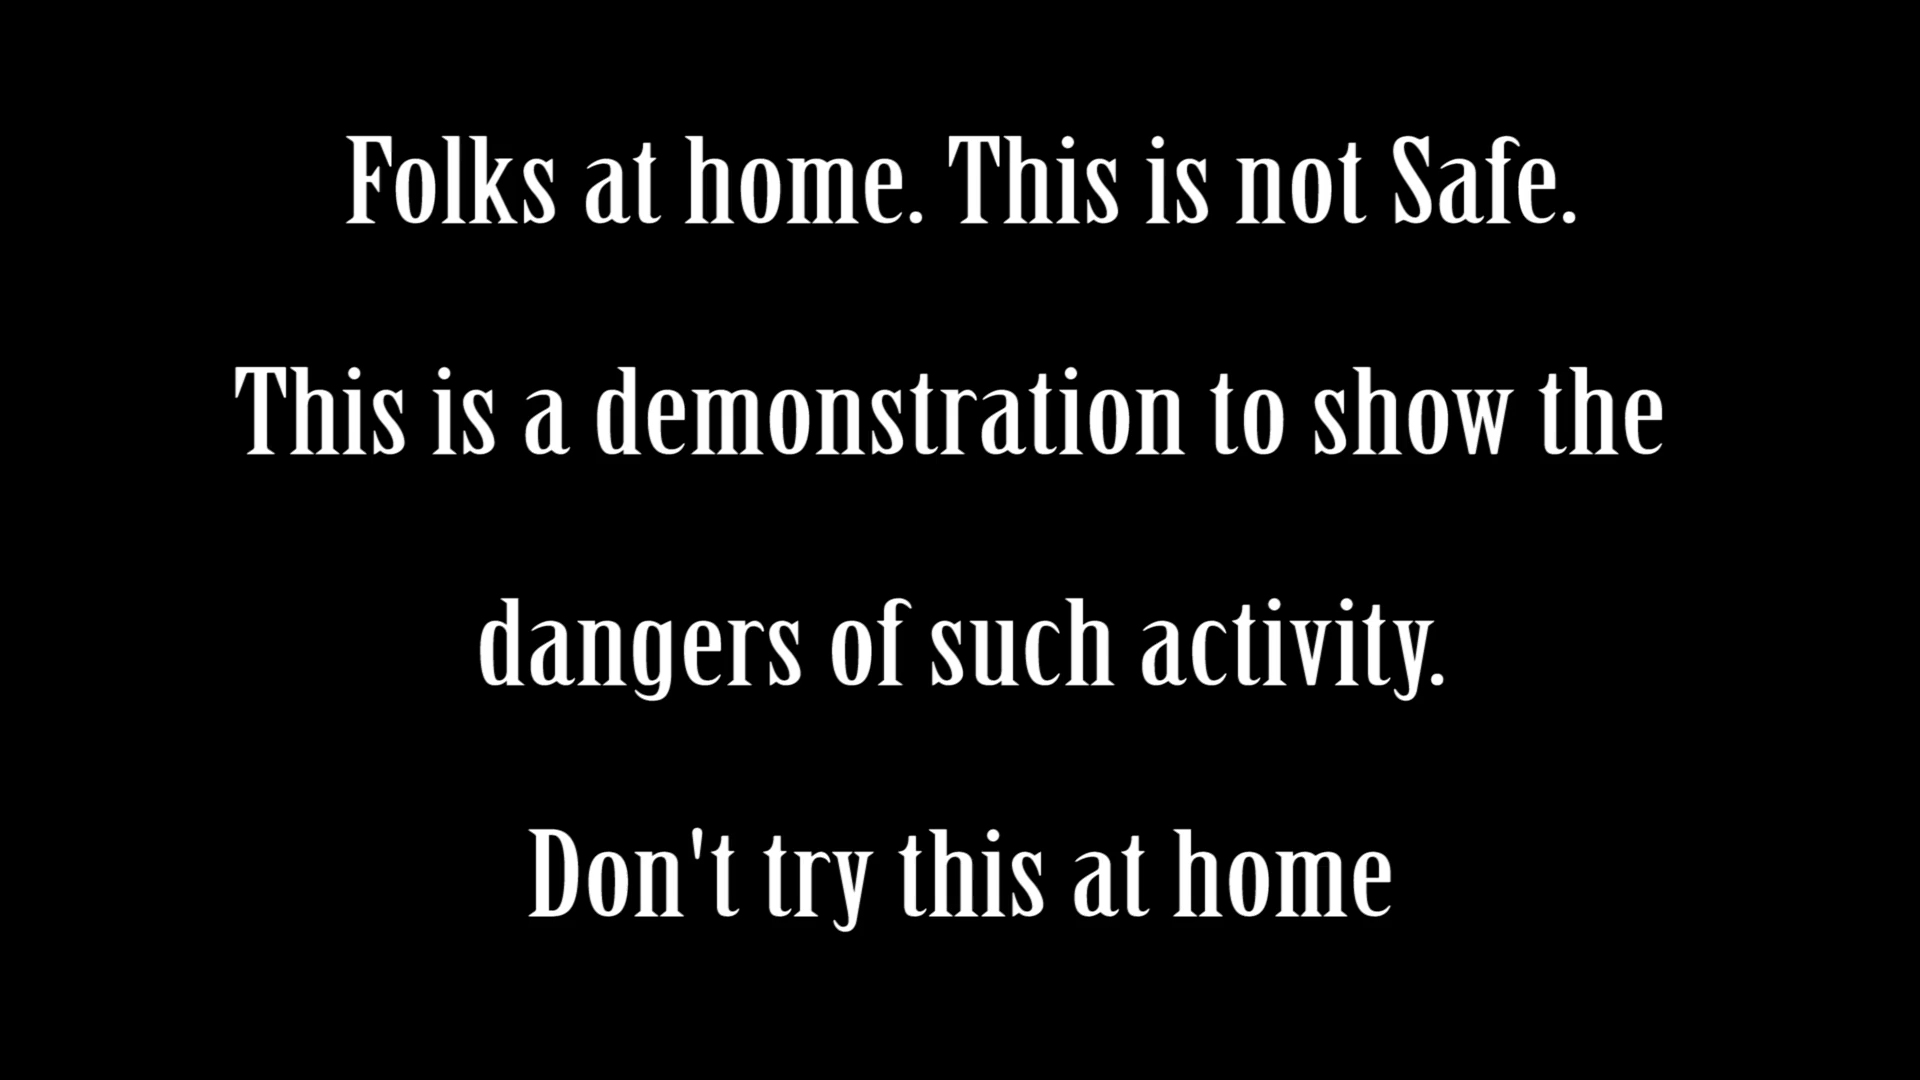 Folks at home. This is not Safe.
This is a demonstration to show the
dangers of such activity.
Don't try this at home